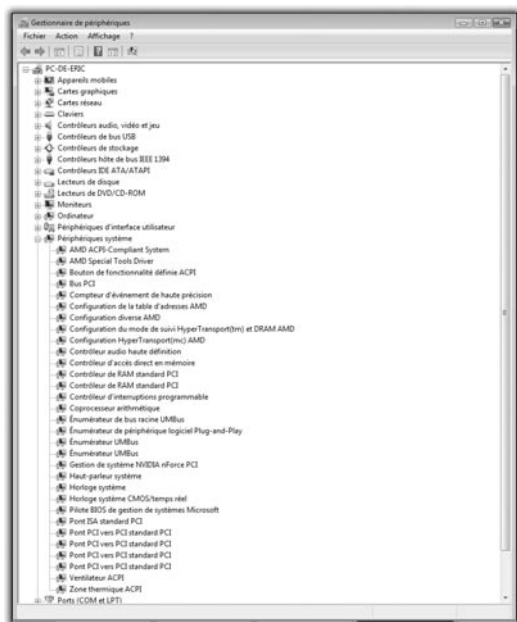 Gestionnaire de périphériques
Fichier Action Affichage ?
PC-DE-ERIC
Appareils mobiles
Cartes graphiques
Cartes réseau
Claviers
Contrôleurs audio, vidéo et jeu
Contrôleurs de bus USB
Contrôleurs de stockage
Contrôleurs hôte de bus IEEE 1394
Contrôleurs IDE ATA/ATAPI
Lecteurs de disque
Lecteurs de DVD/CD-ROM
Moniteurs
Ordinateur
Périphériques d'interface utilisateur
Périphériques système
AMD ACPI-Compliant System
AMD Special Tools Driver
Bouton de fonctionnalité définie ACPI
Bus PCI
Compteur d'événement de haute précision
Configuration de la table d'adresses AMD
Configuration diverse AMD
Configuration du mode de suivi HyperTransport(tm) et DRAM AMD
Configuration HyperTransport(mc) AMD
Contrôleur audio haute définition
Contrôleur d'accès direct en mémoire
Contrôleur de RAM standard PCI
Contrôleur de RAM standard PCI
Contrôleur d'interruptions programmable
Coprocesseur arithmétique
Énumérateur de bus racine UMBus
Énumérateur de périphérique logiciel Plug-and-Play
Énumérateur UMBus
Énumérateur UMBus
Gestion de système NVIDIA nForce PCI
Haut-parleur système
Horloge système
Horloge système CMOS/temps réel
Pilote BIOS de gestion de systèmes Microsoft
Pont ISA standard PCI
Pont PCI vers PCI standard PCI
Pont PCI vers PCI standard PCI
Pont PCI vers PCI standard PCI
Pont PCI vers PCI standard PCI
Ventilateur ACPI
Zone thermique ACPI
Ports (COM et LPT)